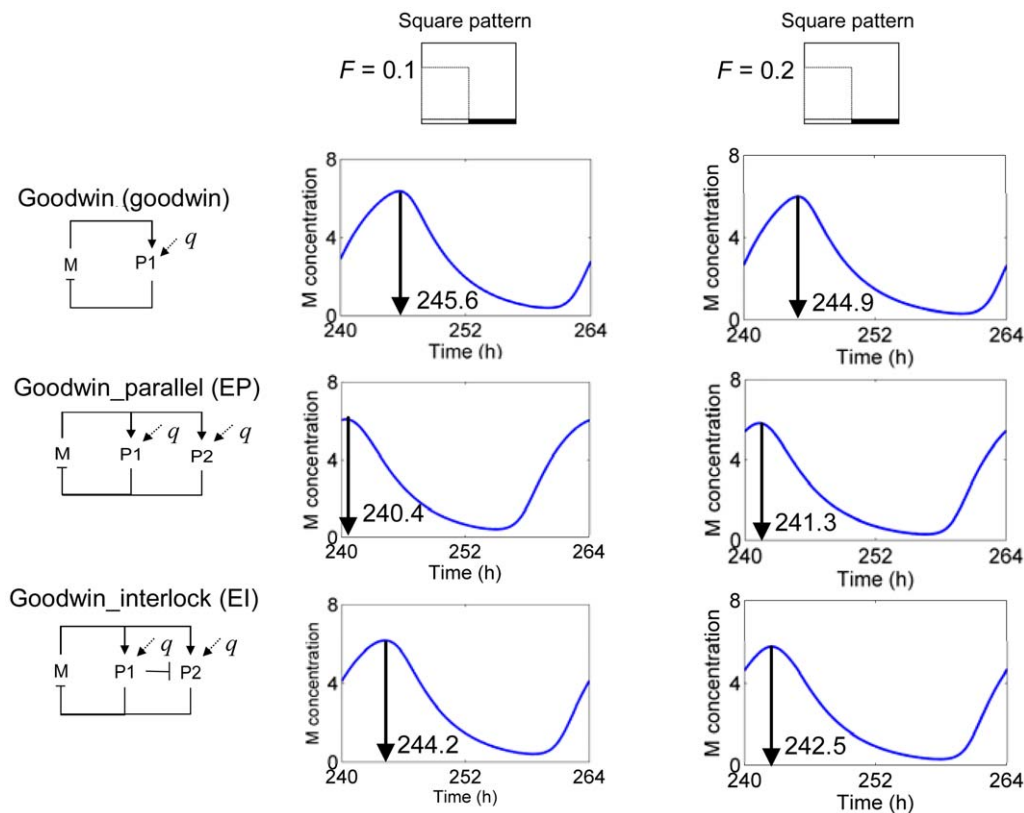 Square pattern
Square pattern
F = 0.1
F = 0.2
Goodwin (goodwin)
M
P1
q
M concentration
8
4
0
245.6
240
252
264
Time (h)
M concentration
8
4
0
244.9
240
252
264
Time (h)
Goodwin_parallel (EP)
M
P1
q
P2
q
M concentration
8
4
0
240.4
240
252
264
Time (h)
M concentration
8
4
0
241.3
240
252
264
Time (h)
Goodwin_interlock (EI)
M
P1
q
P2
q
M concentration
8
4
0
244.2
240
252
264
Time (h)
M concentration
8
4
0
242.5
240
252
264
Time (h)